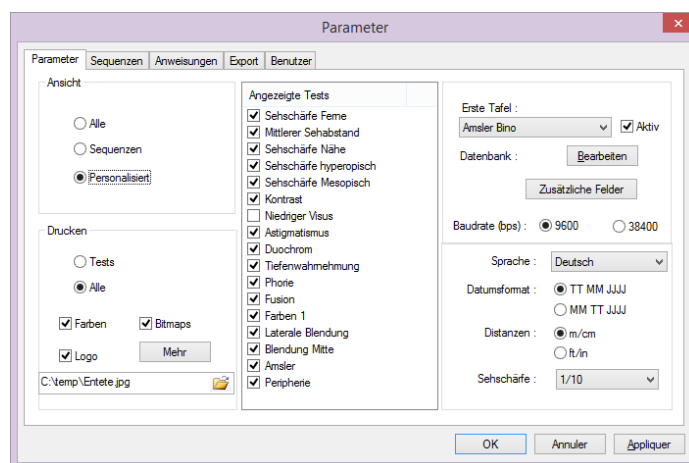 Parameter
Parameter Sequenzen Anweisungen Export Benutzer
Ansicht
Alle
Sequenzen
Personalisiert
Drucken
Tests
Alle
Farben Bitmaps
Logo Mehr
C:\temp\Entete.jpg
Angezeigte Tests
Sehschärfe Ferne
Mittlerer Sehabstand
Sehschärfe Nähe
Sehschärfe hyperopisch
Sehschärfe Mesopisch
Kontrast
Niedriger Visus
Astigmatismus
Duochrom
Tiefenwahrnehmung
Phorie
Fusion
Farben 1
Laterale Blendung
Blendung Mitte
Amsler
Peripherie
Erste Tafel :
Amsler Bino Aktiv
Datenbank : Bearbeiten
Zusätzliche Felder
Baudrate (bps) : 9600 38400
Sprache : Deutsch
Datumsformat : TT MM JJJJ
MM TT JJJJ
Distanzen : m/cm
ft/in
Sehschärfe : 1/10
OK Annuler Appliquer